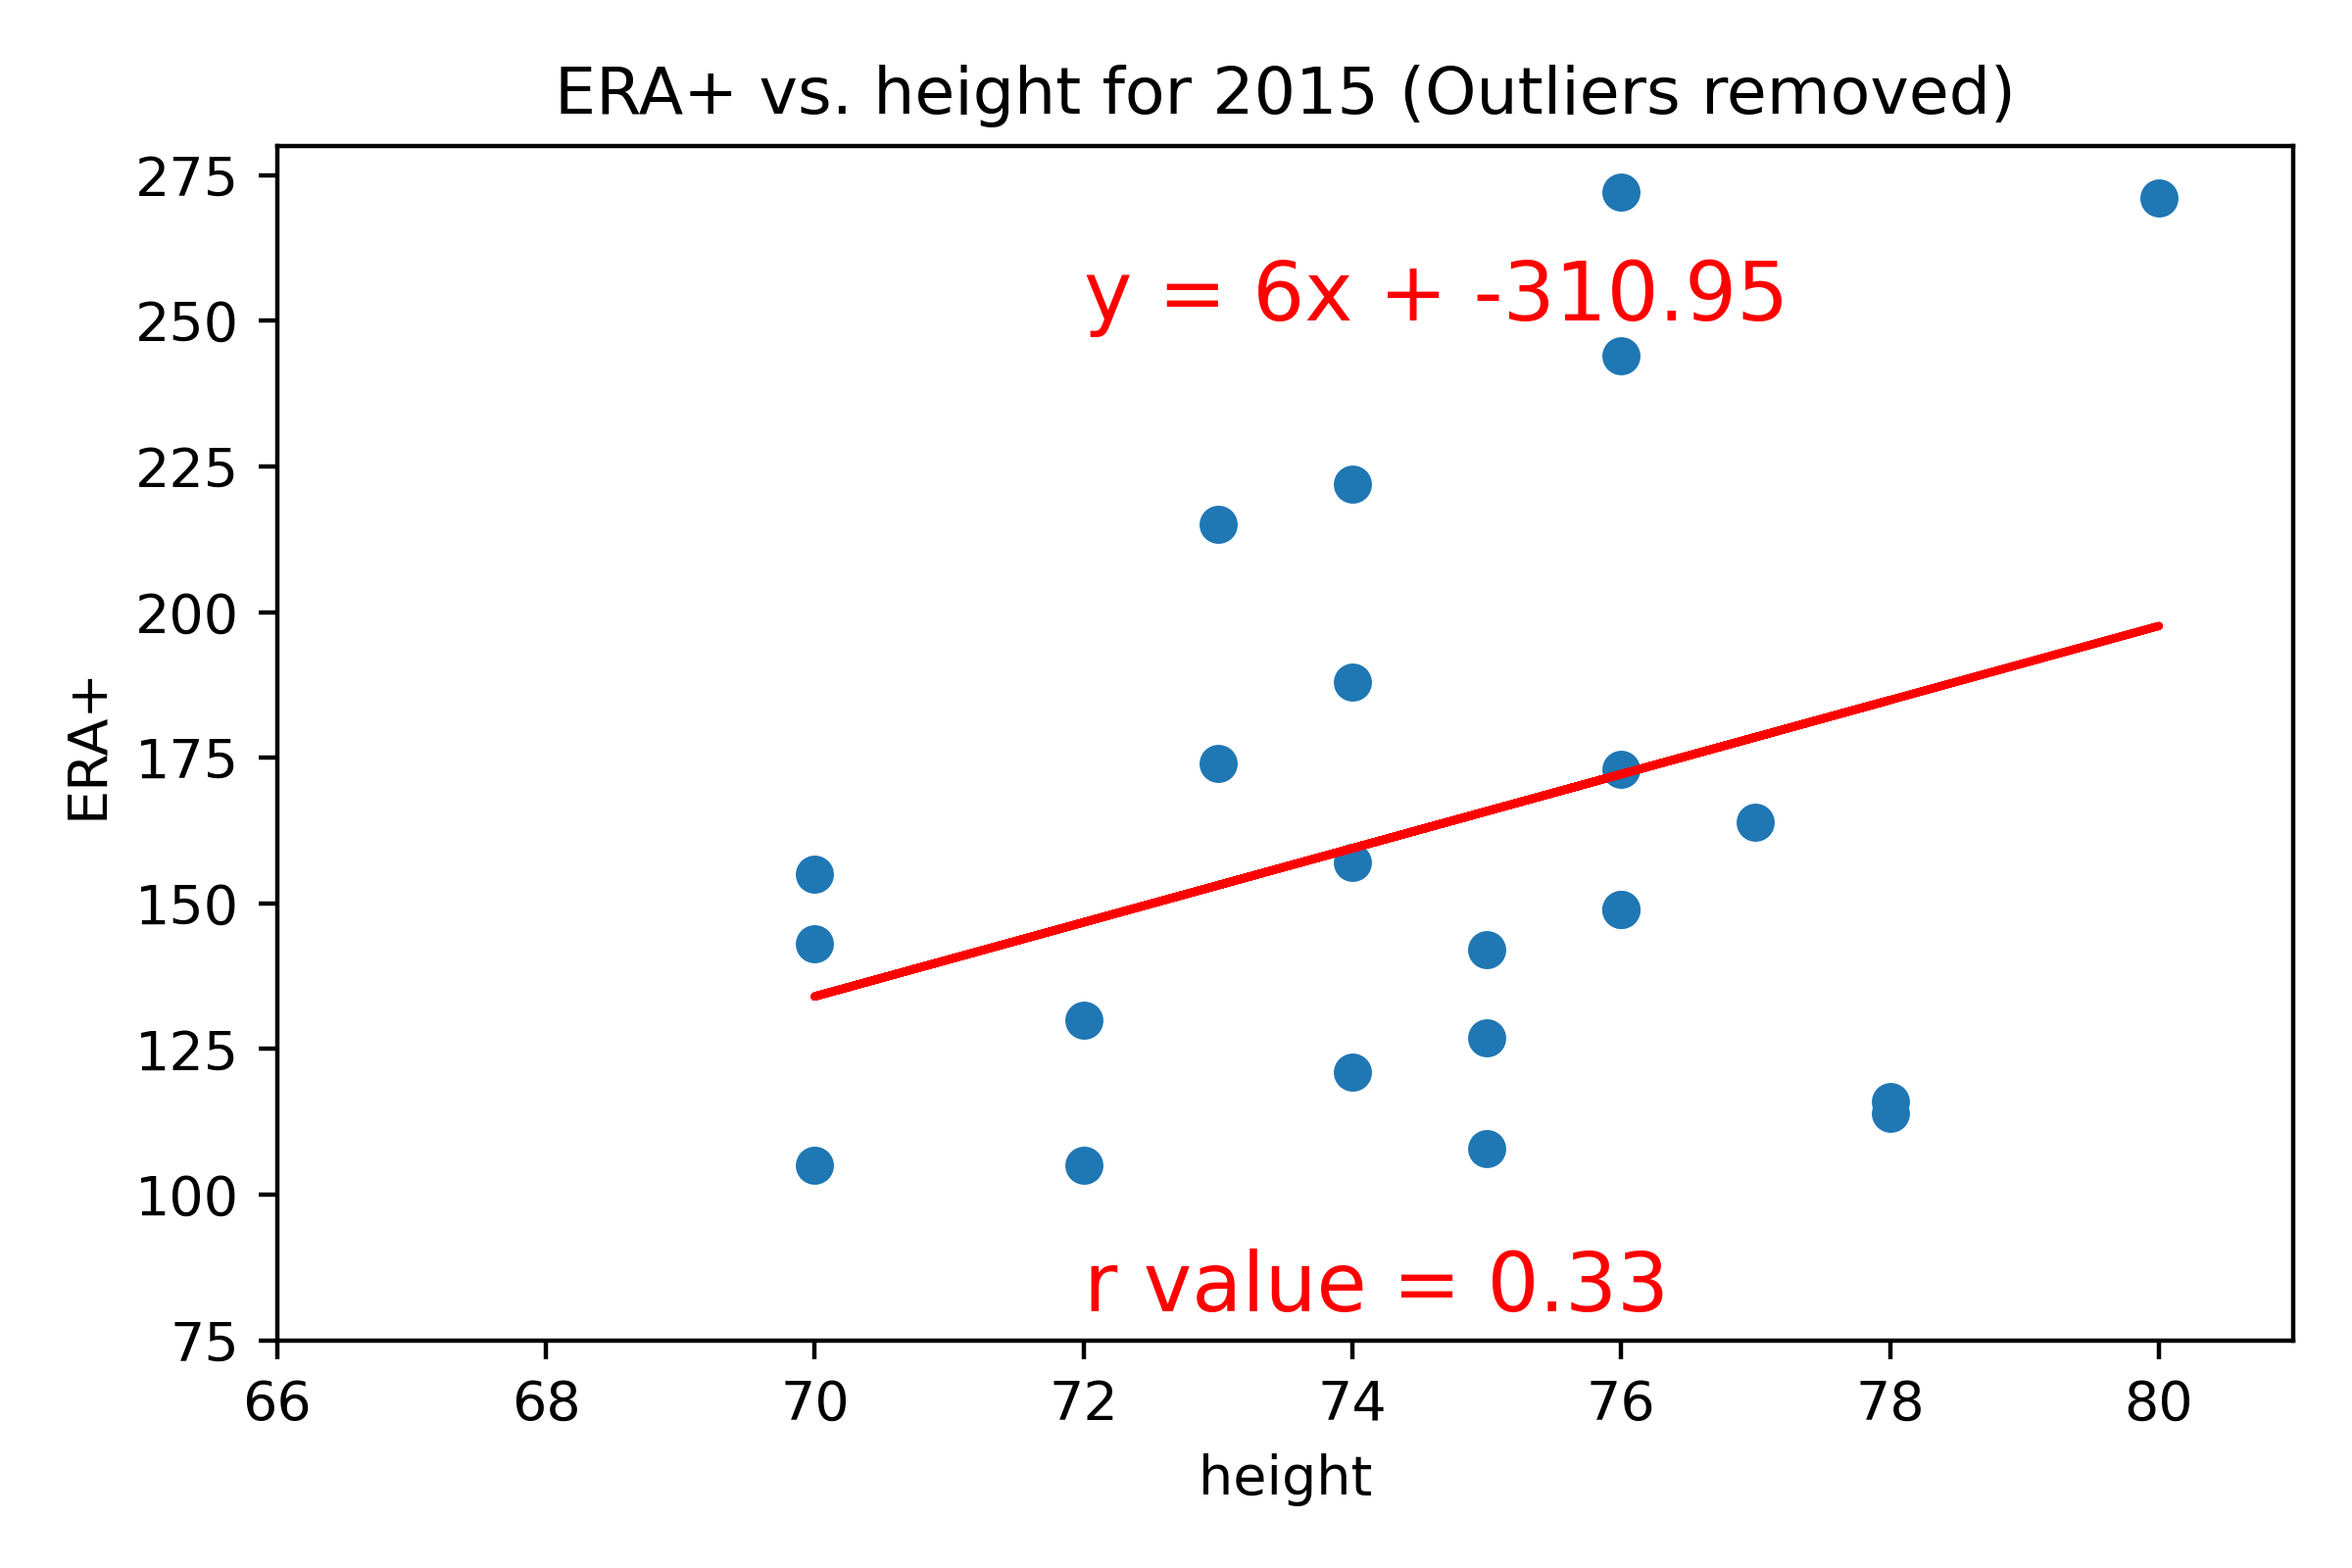 ERA+ vs. height for 2015 (Outliers removed)
275
250
225
200
175
150
125
100
75
ERA+
y = 6x + -310.95
r value = 0.33
66 68 70 72 74 76 78 80
height